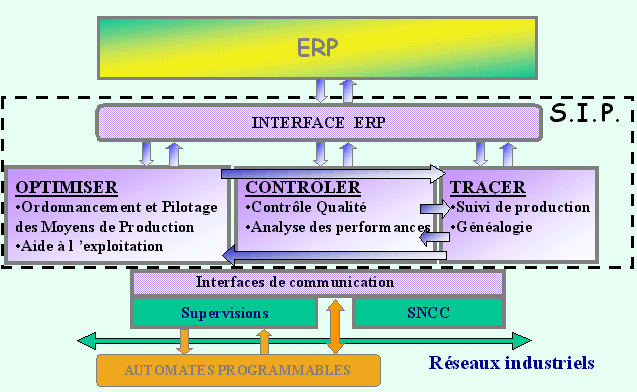 ERP
S.I.P.
INTERFACE ERP
OPTIMISER
•Ordonnancement et Pilotage
des Moyens de Production
•Aide à l ’exploitation
CONTRÔLER
•Contrôle Qualité
•Analyse des performances
TRACER
•Suivi de production
•Généalogie
Interfaces de communication
Supervisions
SNCC
Réseaux industriels
AUTOMATES PROGRAMMABLES